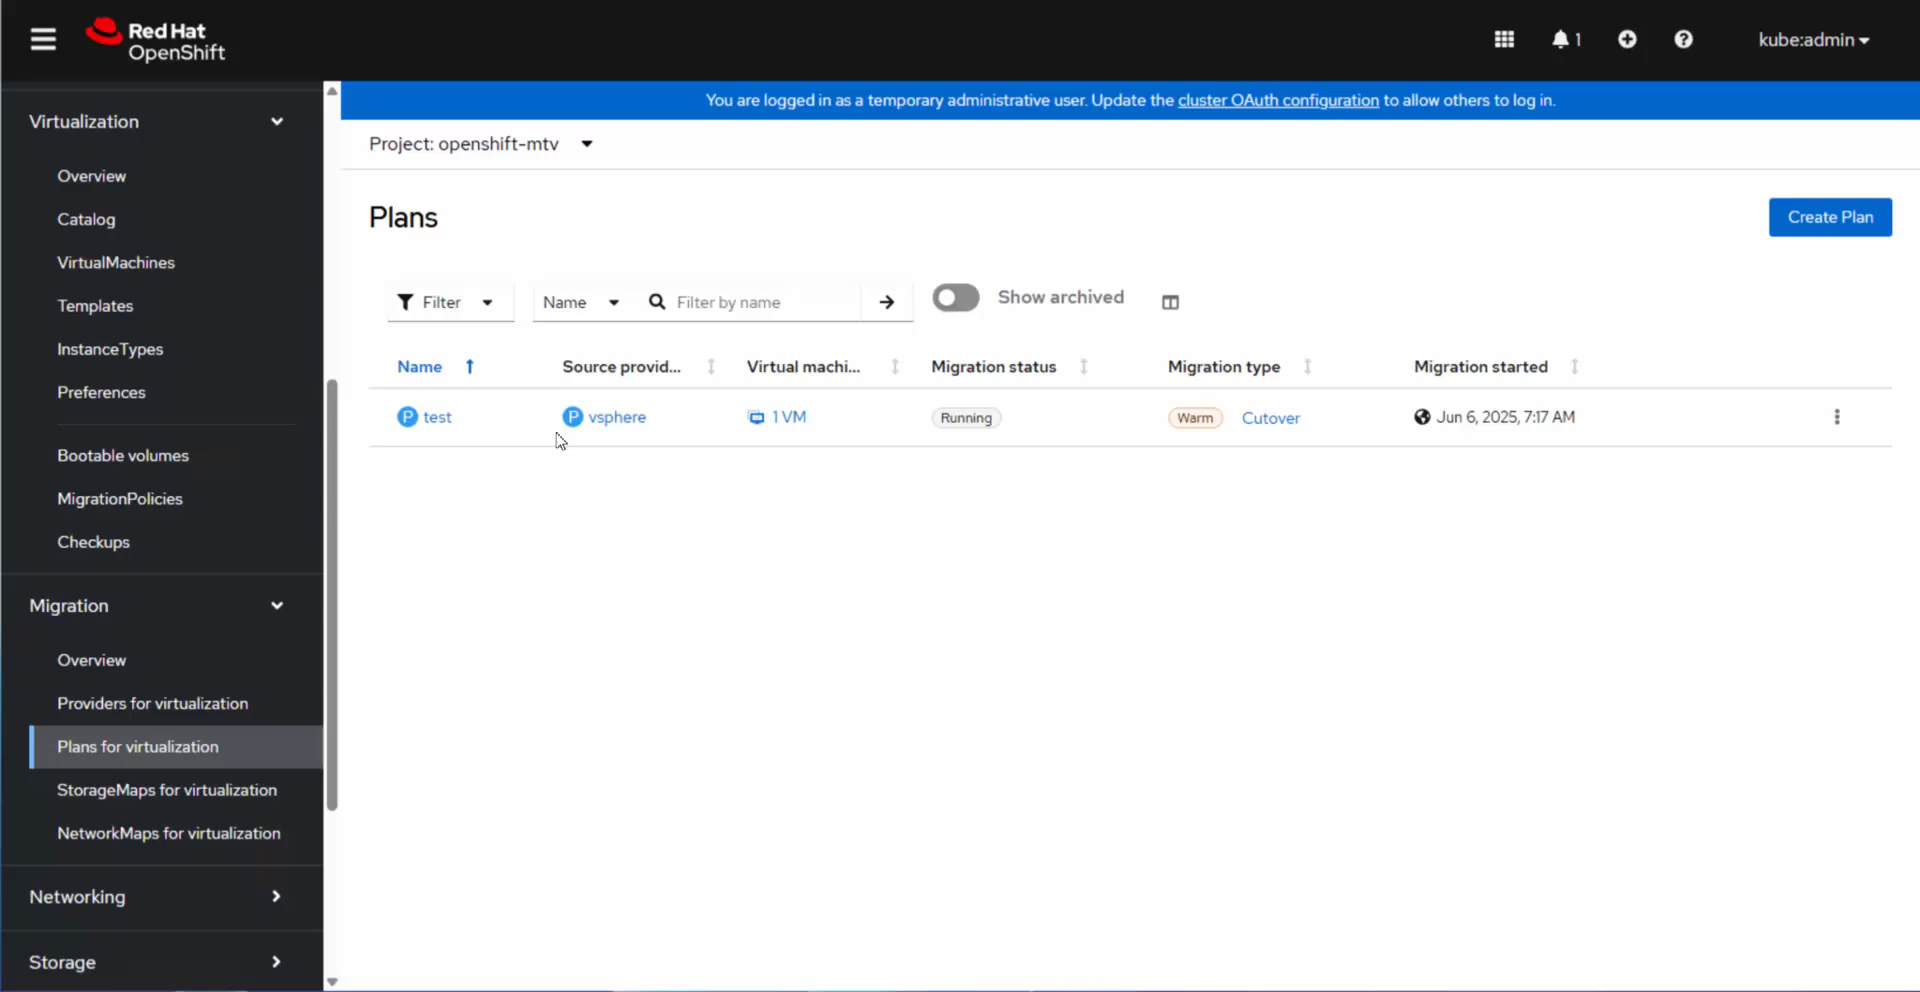 Red Hat
OpenShift
1
kube:admin
You are logged in as a temporary administrative user. Update the cluster OAuth configuration to allow others to log in.
Virtualization
Overview
Catalog
VirtualMachines
Templates
InstanceTypes
Preferences
Bootable volumes
MigrationPolicies
Checkups
Migration
Overview
Providers for virtualization
Plans for virtualization
StorageMaps for virtualization
NetworkMaps for virtualization
Networking
Storage
Project: openshift-mtv
Plans
Create Plan
Filter
Name
Filter by name
Show archived
Name Source provid... Virtual machi... Migration status Migration type Migration started
P test P vsphere 1 VM Running Warm Cutover Jun 6, 2025, 7:17 AM